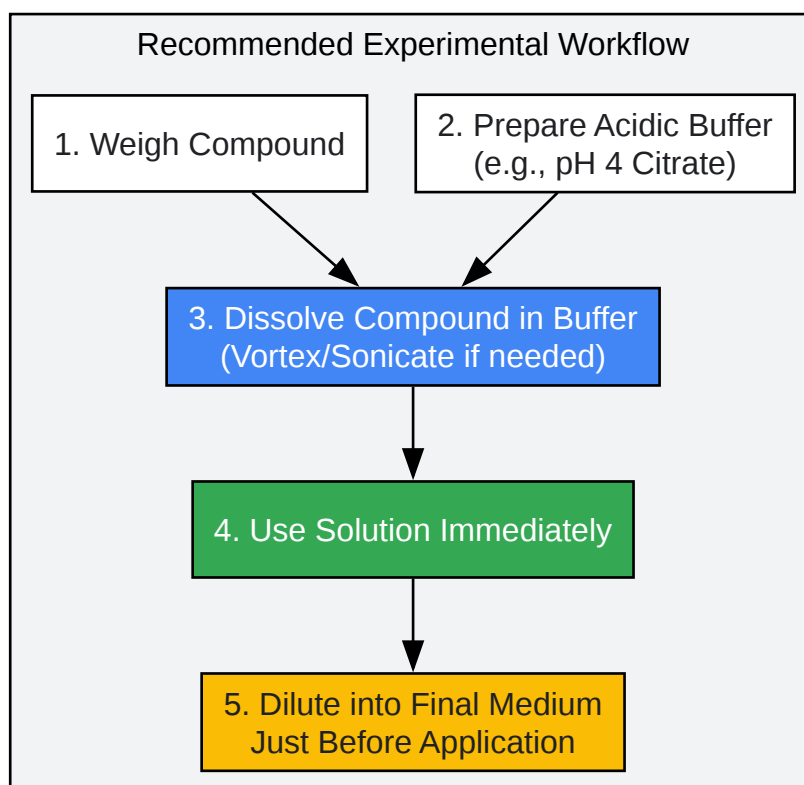 Recommended Experimental Workflow
1. Weigh Compound
2. Prepare Acidic Buffer
(e.g., pH 4 Citrate)
3. Dissolve Compound in Buffer
(Vortex/Sonicate if needed)
4. Use Solution Immediately
5. Dilute into Final Medium
Just Before Application